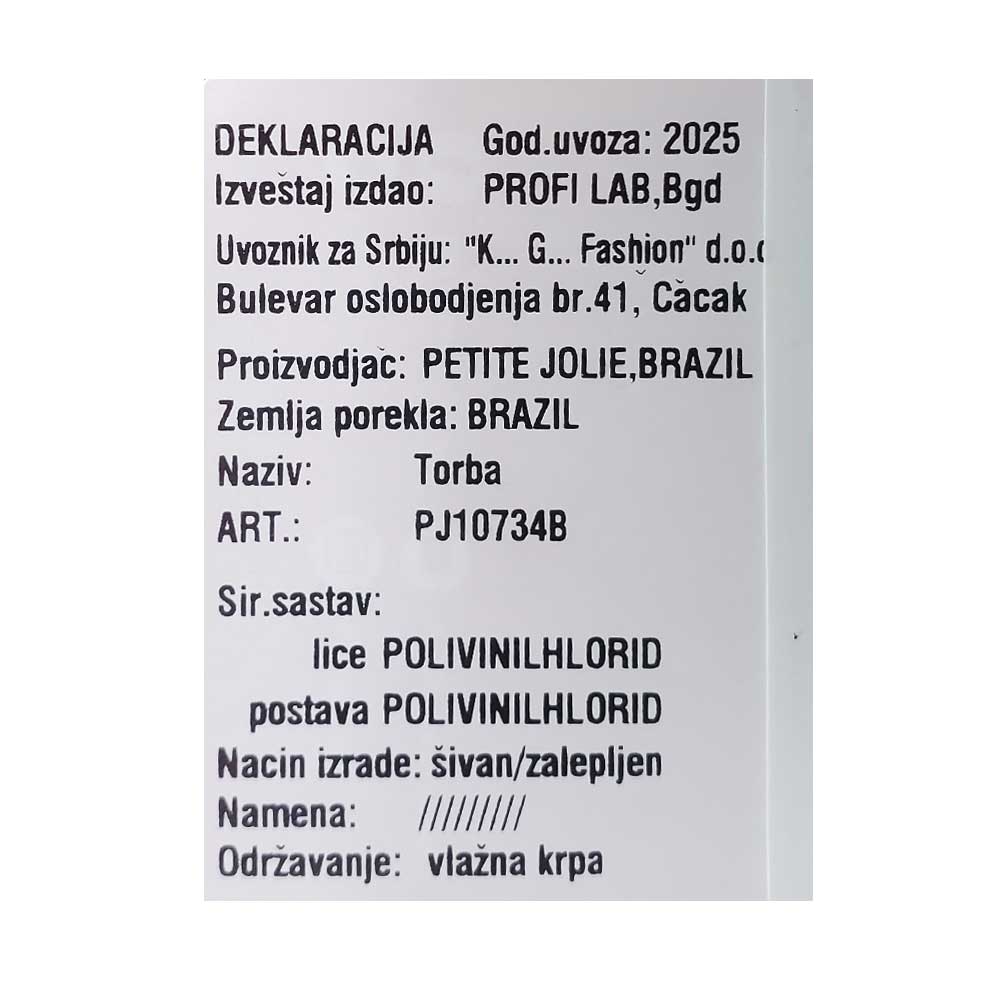 DEKLARACIJA God.uvoza: 2025
Izveštaj izdao: PROFI LAB,Bgd
Uvoznik za Srbiju: "K... G... Fashion" d.o.o
Bulevar oslobodjenja br.41, Čačak
Proizvodjač: PETITE JOLIE,BRAZIL
Zemlja porekla: BRAZIL
Naziv: Torba
ART.: PJ10734B
Sir.sastav:
lice POLIVINILHLORID
postava POLIVINILHLORID
Nacin izrade: šivan/zalepljen
Namena: /////////
Održavanje: vlažna krpa